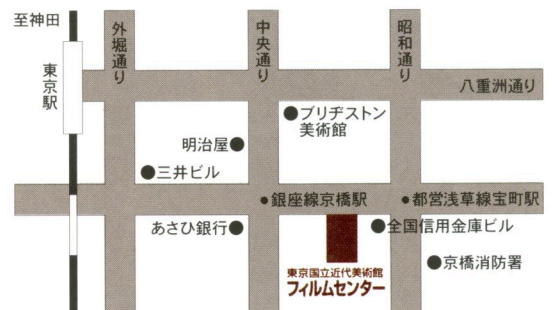 至神田
外堀通り
中央通り
昭和通り
東京駅
八重洲通り
ブリヂストン
美術館
明治屋
三井ビル
銀座線京橋駅
都営浅草線宝町駅
あさひ銀行
全国信用金庫ビル
京橋消防署
東京国立近代美術館
フィルムセンター